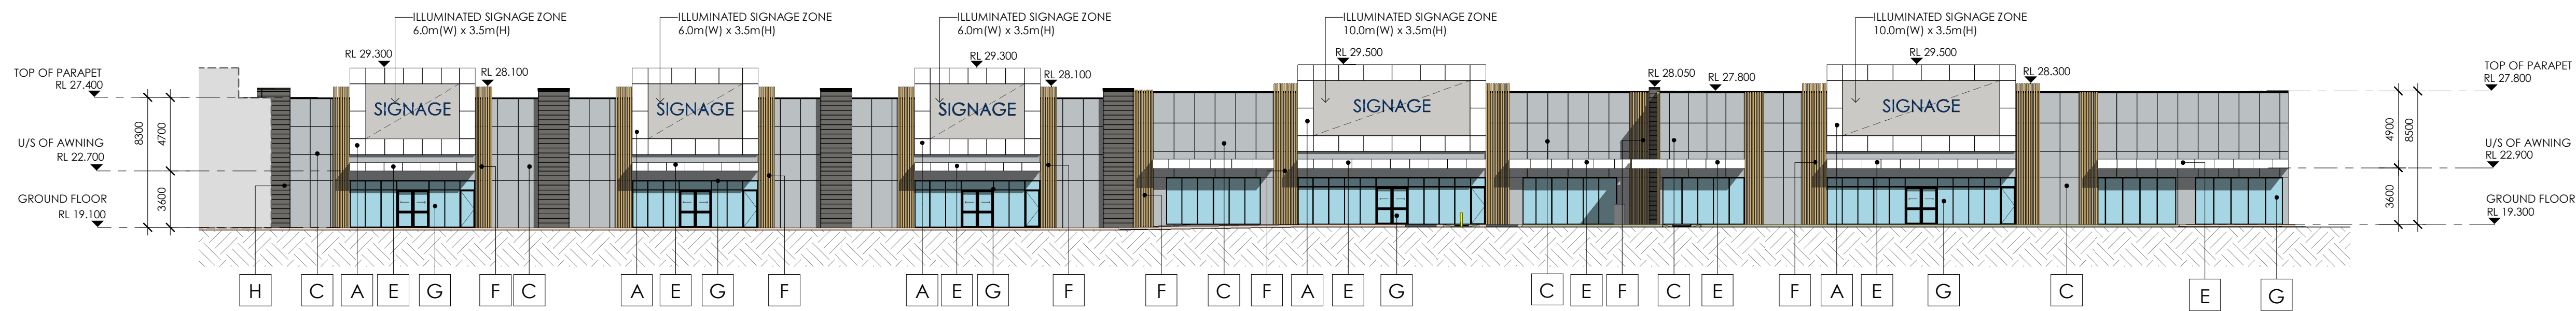 ILLUMINATED SIGNAGE ZONE
6.0m(W) x 3.5m(H)
ILLUMINATED SIGNAGE ZONE
6.0m(W) x 3.5m(H)
ILLUMINATED SIGNAGE ZONE
6.0m(W) x 3.5m(H)
ILLUMINATED SIGNAGE ZONE
10.0m(W) x 3.5m(H)
ILLUMINATED SIGNAGE ZONE
10.0m(W) x 3.5m(H)
RL 29.300
RL 28.100
RL 29.300
RL 28.100
RL 29.500
RL 28.050
RL 27.800
RL 29.500
RL 28.300
TOP OF PARAPET
RL 27.400
U/S OF AWNING
RL 22.700
GROUND FLOOR
RL 19.100
8300
4700
3600
SIGNAGE
SIGNAGE
SIGNAGE
SIGNAGE
SIGNAGE
4900
8500
3600
TOP OF PARAPET
RL 27.800
U/S OF AWNING
RL 22.900
GROUND FLOOR
RL 19.300
H C A E G F C A E G F A E G F F C F A E G C E F C E F A E G C E G